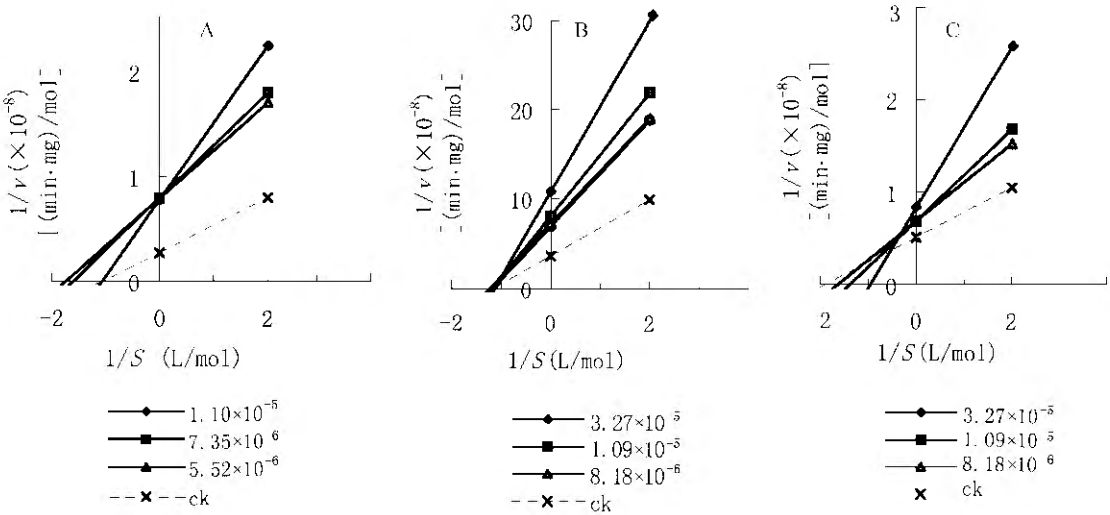 A
2
1
0
-2 0 2
1/v (×10⁻⁸)
[(min·mg)/mol]
1/S (L/mol)
1.10×10⁻⁵
7.35×10⁻⁶
5.52×10⁻⁶
ck
B
30
20
10
0
-2 0 2
1/v (×10⁻⁸)
[(min·mg)/mol]
1/S (L/mol)
3.27×10⁻⁵
1.09×10⁻⁵
8.18×10⁻⁶
ck
C
3
2
1
0
2 0 2
1/v (×10⁻⁸)
[(min·mg)/mol]
1/S (L/mol)
3.27×10⁻⁵
1.09×10⁻⁵
8.18×10⁻⁶
ck